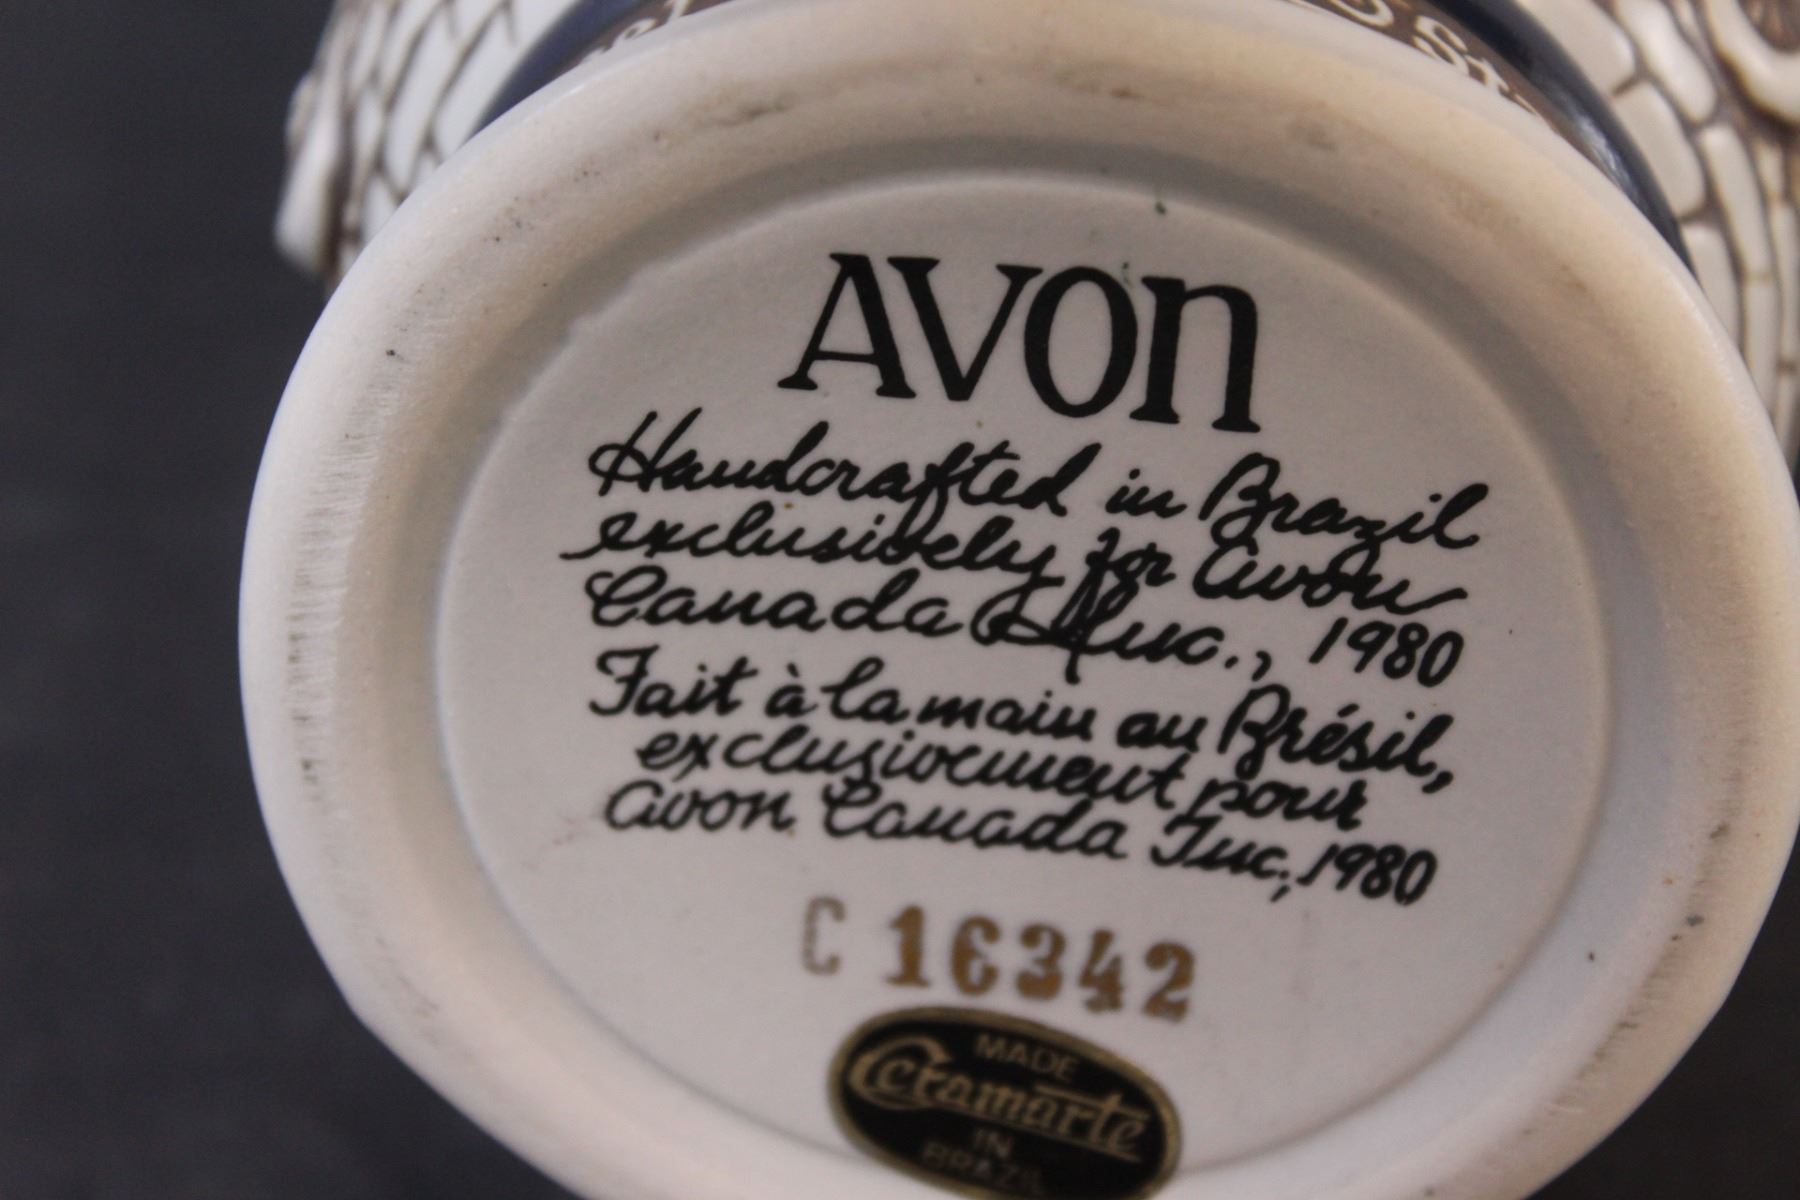 AVON
Handcrafted in Brazil
exclusively for Avon
Canada Inc., 1980
Fait à la main au Brésil,
exclusivement pour
Avon Canada Inc., 1980
C 16342
MADE
Ceramarte
IN
BRAZIL